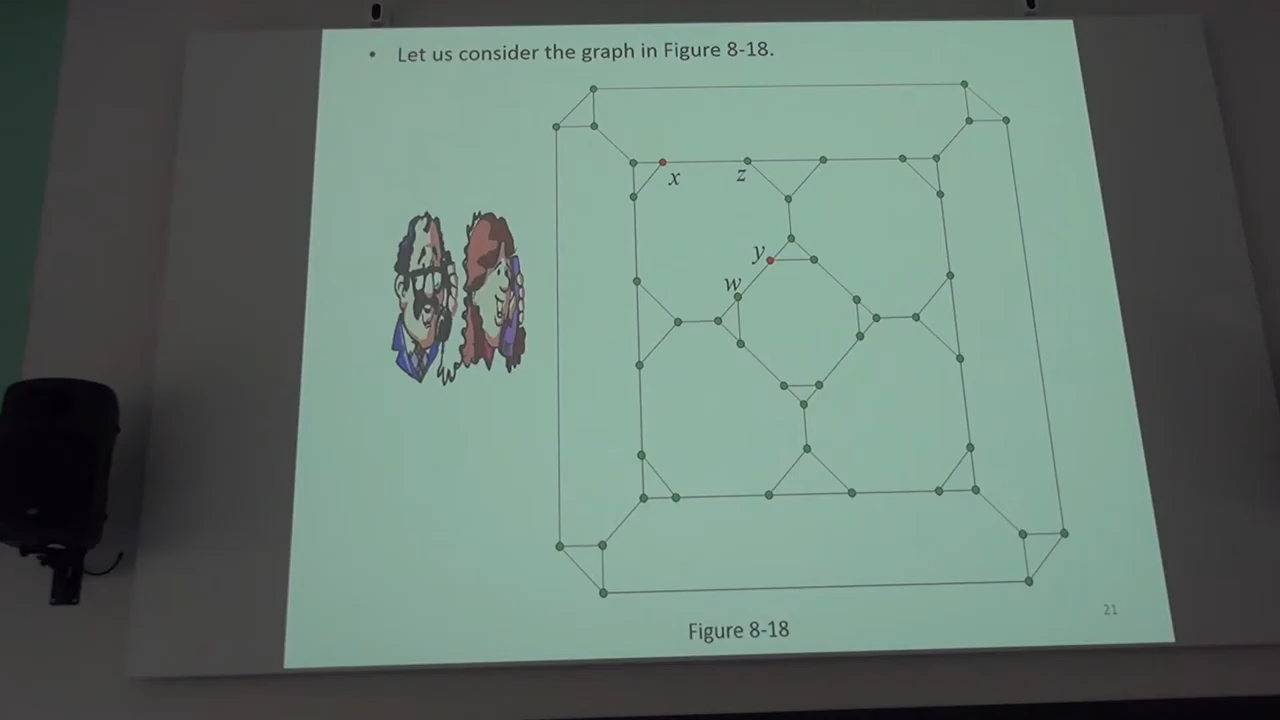 • Let us consider the graph in Figure 8-18.
x
z
y
w
Figure 8-18
21